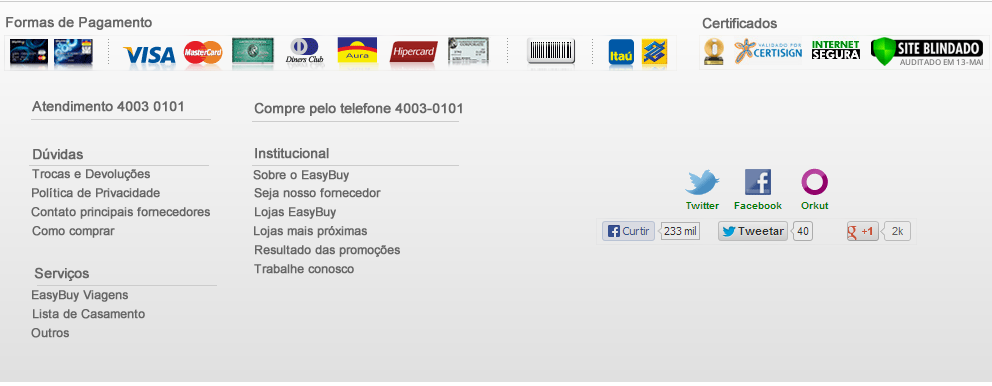 Formas de Pagamento
Certificados
VISA
MasterCard
Diners Club
Aura
Hipercard
Itaú
VALIDADO POR
CERTISIGN
INTERNET
SEGURA
SITE BLINDADO
AUDITADO EM 13-MAI
Atendimento 4003 0101
Compre pelo telefone 4003-0101
Dúvidas
Trocas e Devoluções
Política de Privacidade
Contato principais fornecedores
Como comprar
Serviços
EasyBuy Viagens
Lista de Casamento
Outros
Institucional
Sobre o EasyBuy
Seja nosso fornecedor
Lojas EasyBuy
Lojas mais próximas
Resultado das promoções
Trabalhe conosco
Twitter
Facebook
Orkut
Curtir 233 mil
Tweetar 40
g +1 2k